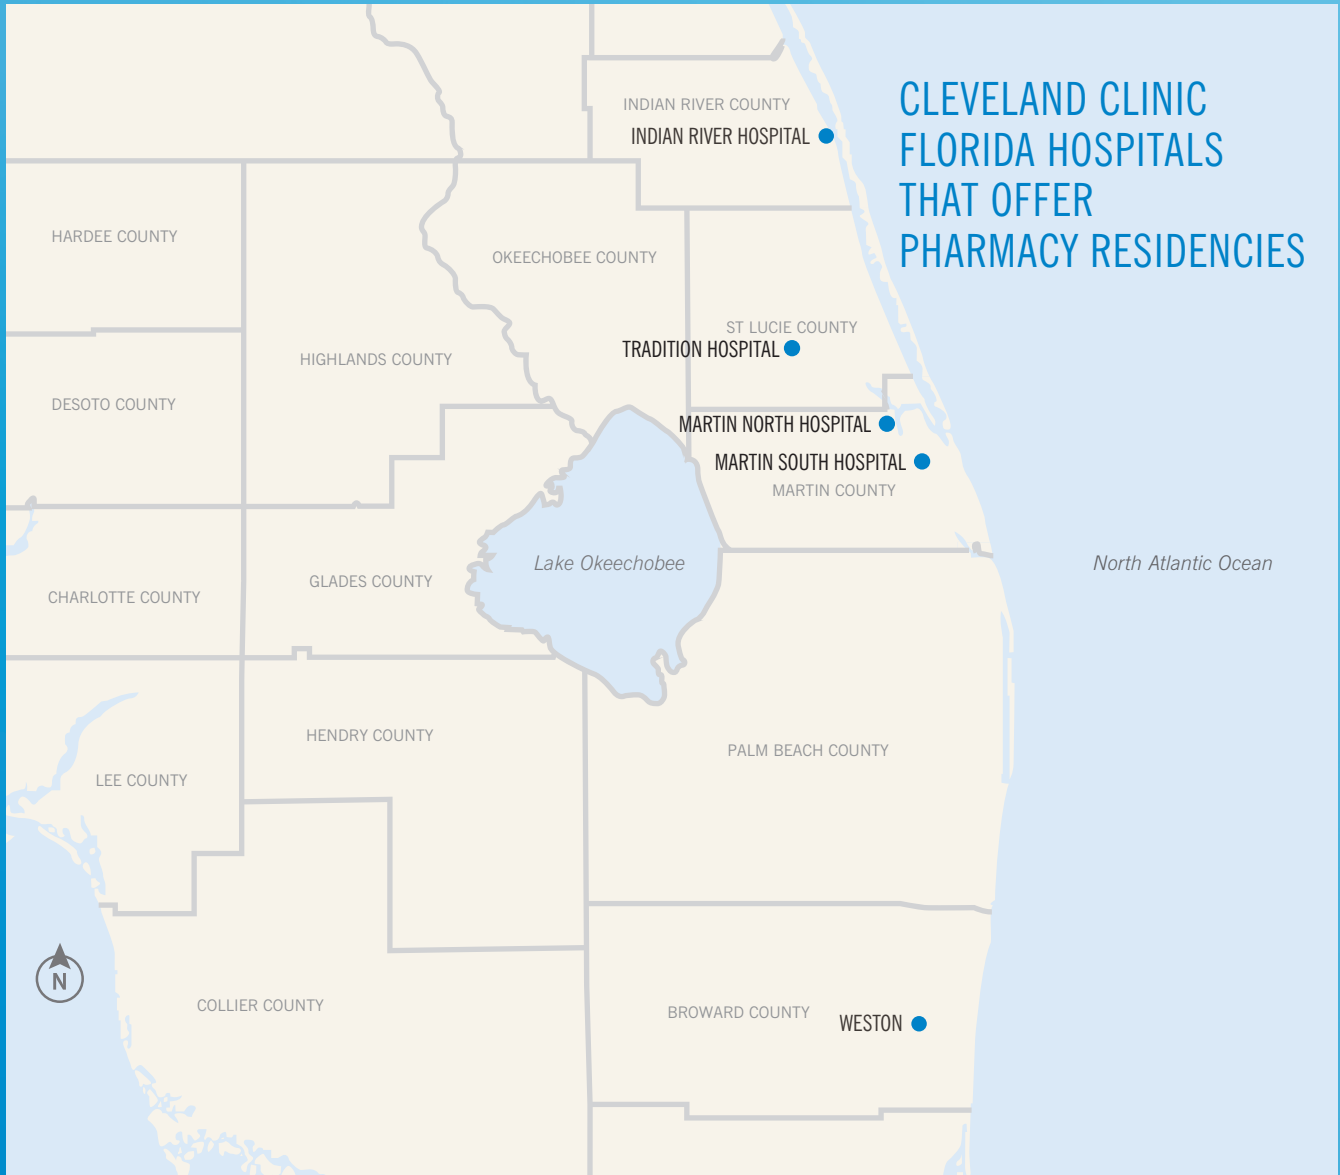 CLEVELAND CLINIC
FLORIDA HOSPITALS
THAT OFFER
PHARMACY RESIDENCIES
INDIAN RIVER COUNTY
INDIAN RIVER HOSPITAL
HARDEE COUNTY
OKEECHOBEE COUNTY
ST LUCIE COUNTY
TRADITION HOSPITAL
HIGHLANDS COUNTY
DESOTO COUNTY
MARTIN NORTH HOSPITAL
MARTIN SOUTH HOSPITAL
MARTIN COUNTY
Lake Okeechobee
North Atlantic Ocean
GLADES COUNTY
CHARLOTTE COUNTY
HENDRY COUNTY
PALM BEACH COUNTY
LEE COUNTY
N
COLLIER COUNTY
BROWARD COUNTY
WESTON